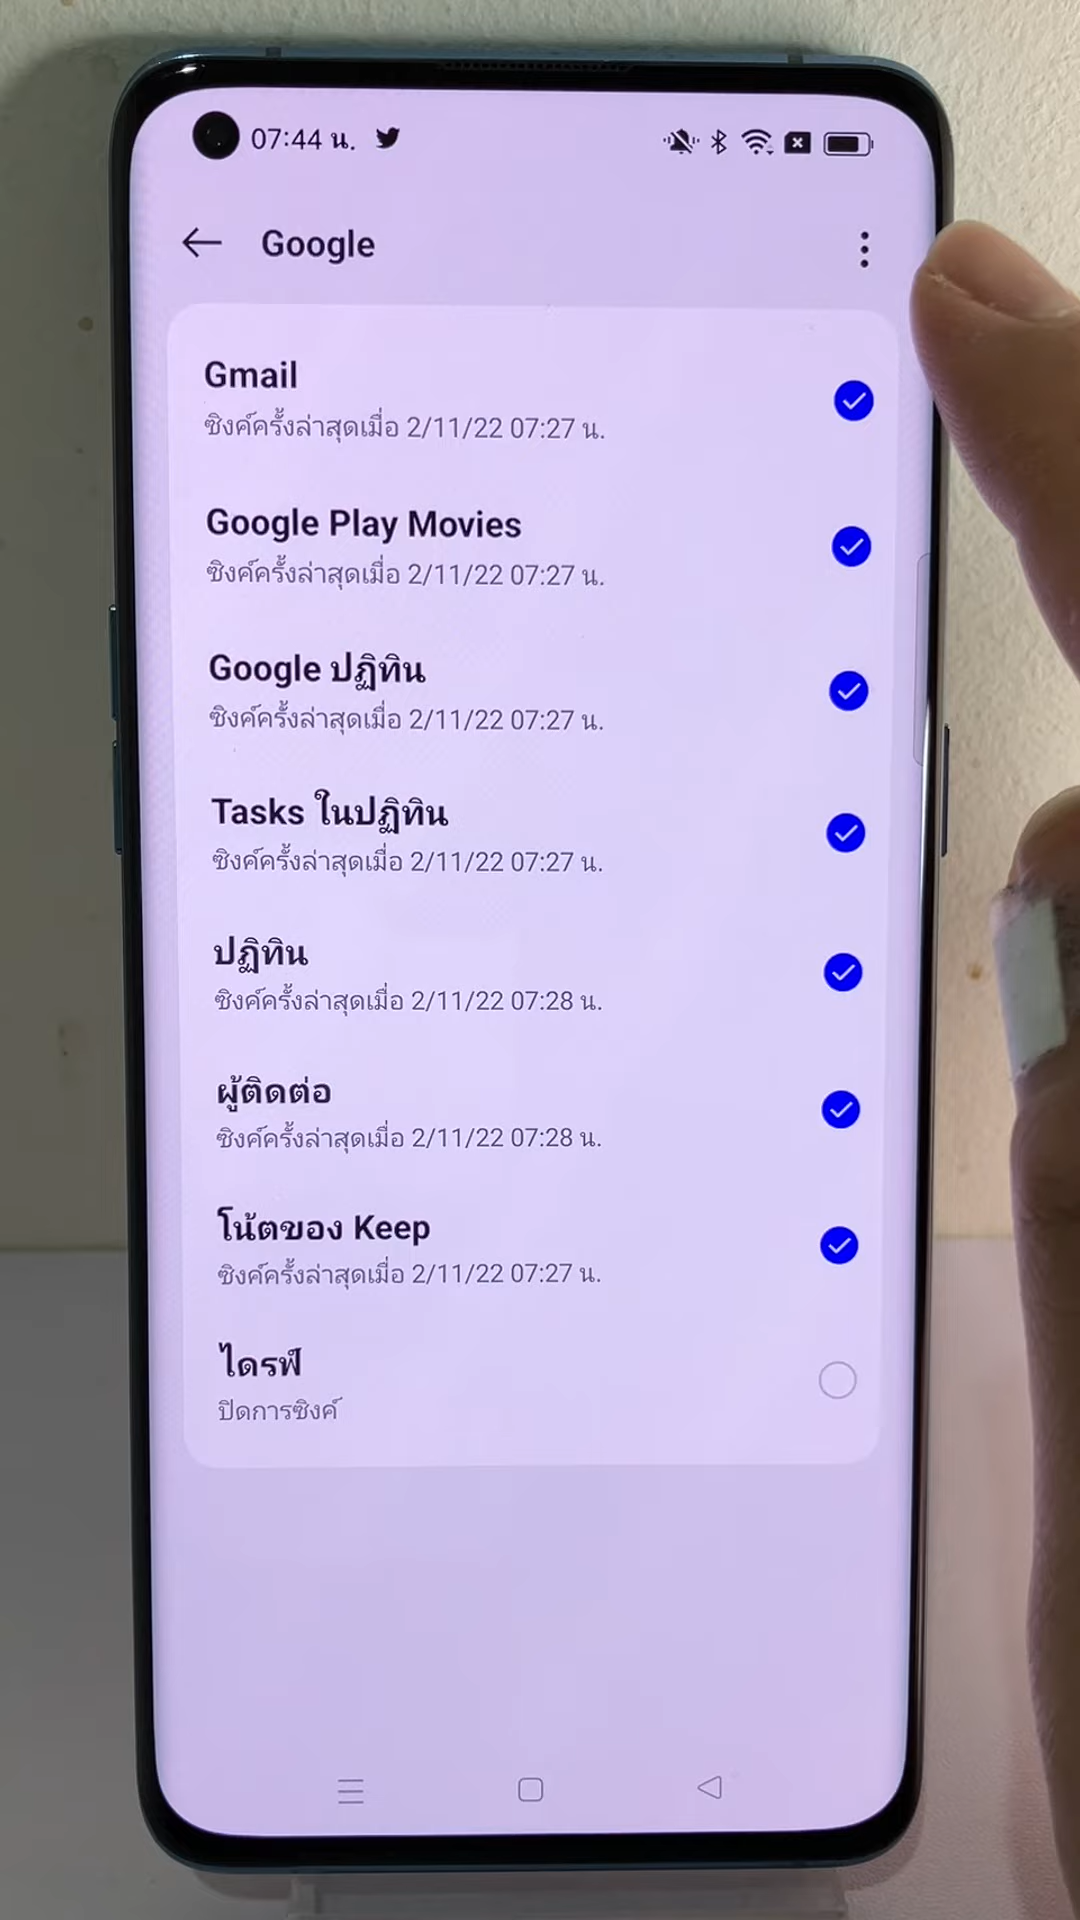 07:44 น.
Google
Gmail
ซิงค์ครั้งล่าสุดเมื่อ 2/11/22 07:27 น.
Google Play Movies
ซิงค์ครั้งล่าสุดเมื่อ 2/11/22 07:27 น.
Google ปฏิทิน
ซิงค์ครั้งล่าสุดเมื่อ 2/11/22 07:27 น.
Tasks ในปฏิทิน
ซิงค์ครั้งล่าสุดเมื่อ 2/11/22 07:27 น.
ปฏิทิน
ซิงค์ครั้งล่าสุดเมื่อ 2/11/22 07:28 น.
ผู้ติดต่อ
ซิงค์ครั้งล่าสุดเมื่อ 2/11/22 07:28 น.
โน้ตของ Keep
ซิงค์ครั้งล่าสุดเมื่อ 2/11/22 07:27 น.
ไดรฟ์
ปิดการซิงค์